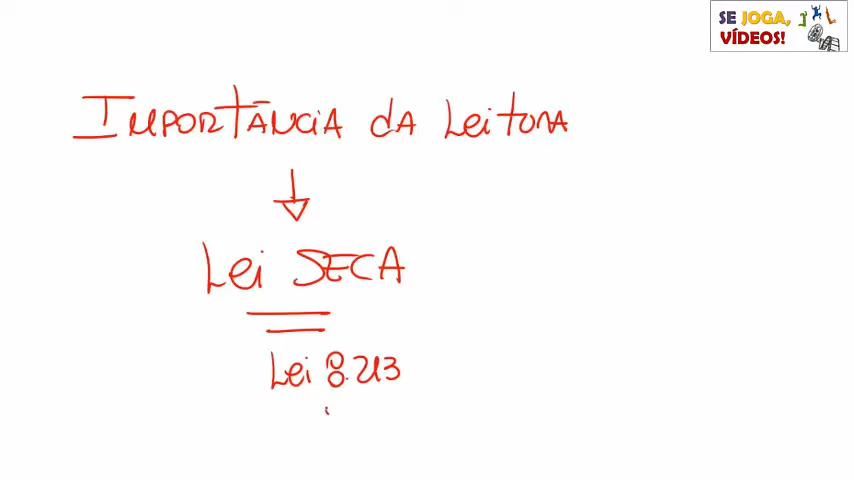 SE JOGA,
VÍDEOS!
IMPORTÂNCIA DA LEITURA
Lei SECA
Lei 8.213